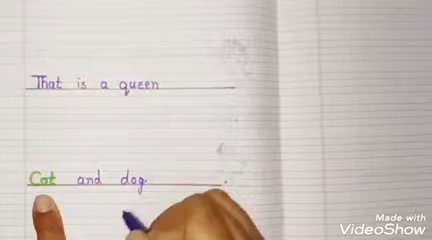 That is a queen
Cat and dog .
Made with
VideoShow